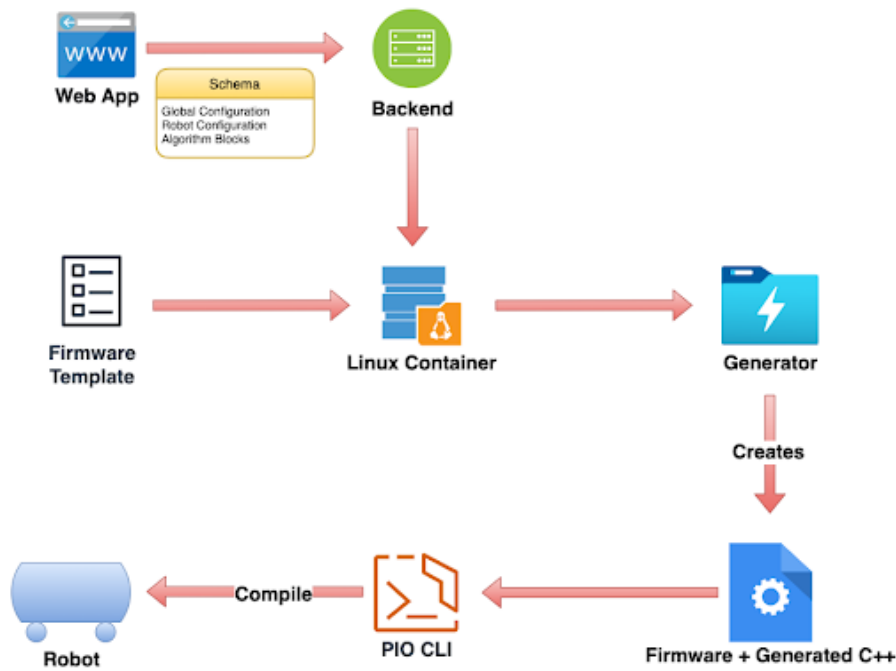 www
Web App
Schema
Global Configuration
Robot Configuration
Algorithm Blocks
Backend
Firmware
Template
Linux Container
Generator
Creates
Robot
Compile
PIO CLI
Firmware + Generated C++